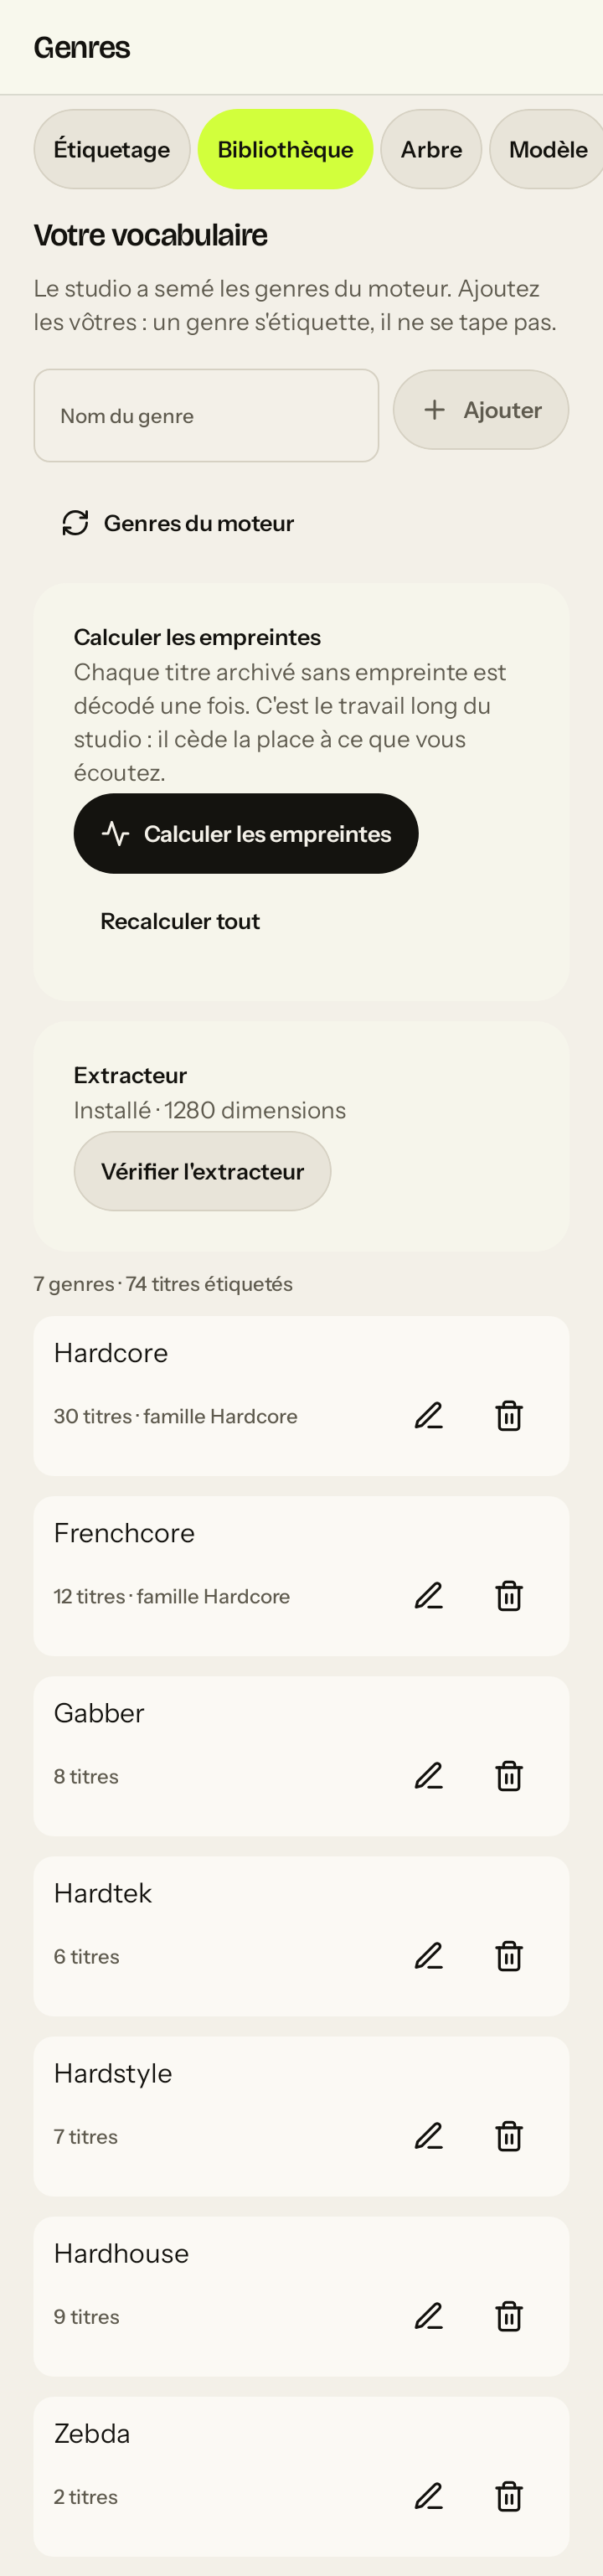 Genres
Étiquetage
Bibliothèque
Arbre
Modèle
Votre vocabulaire
Le studio a semé les genres du moteur. Ajoutez
les vôtres : un genre s'étiquette, il ne se tape pas.
Nom du genre
Ajouter
Genres du moteur
Calculer les empreintes
Chaque titre archivé sans empreinte est
décodé une fois. C'est le travail long du
studio : il cède la place à ce que vous
écoutez.
Calculer les empreintes
Recalculer tout
Extracteur
Installé · 1280 dimensions
Vérifier l'extracteur
7 genres · 74 titres étiquetés
Hardcore
30 titres · famille Hardcore
Frenchcore
12 titres · famille Hardcore
Gabber
8 titres
Hardtek
6 titres
Hardstyle
7 titres
Hardhouse
9 titres
Zebda
2 titres